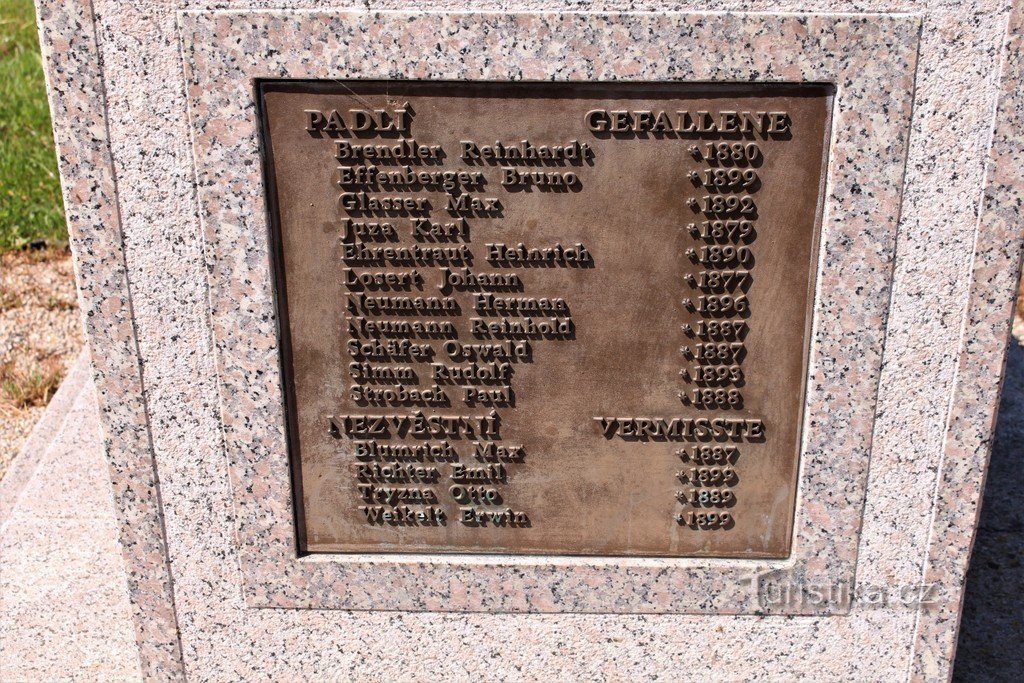 PADLÍ GEFALLENE
Brendler Reinhardt *1880
Effenberger Bruno *1899
Glasser Max *1892
Juza Karl *1879
Ehrentraut Heinrich *1890
Losert Johann *1877
Neumann Herman *1896
Neumann Reinhold *1887
Schäfer Oswald *1887
Simm Rudolf *1898
Strobach Paul *1888
NEZVĚSTNÍ VERMISSTE
Blumrich Max *1887
Richter Emil *1899
Tryzna Otto *1889
Weikelt Erwin *1899
Turistika.cz